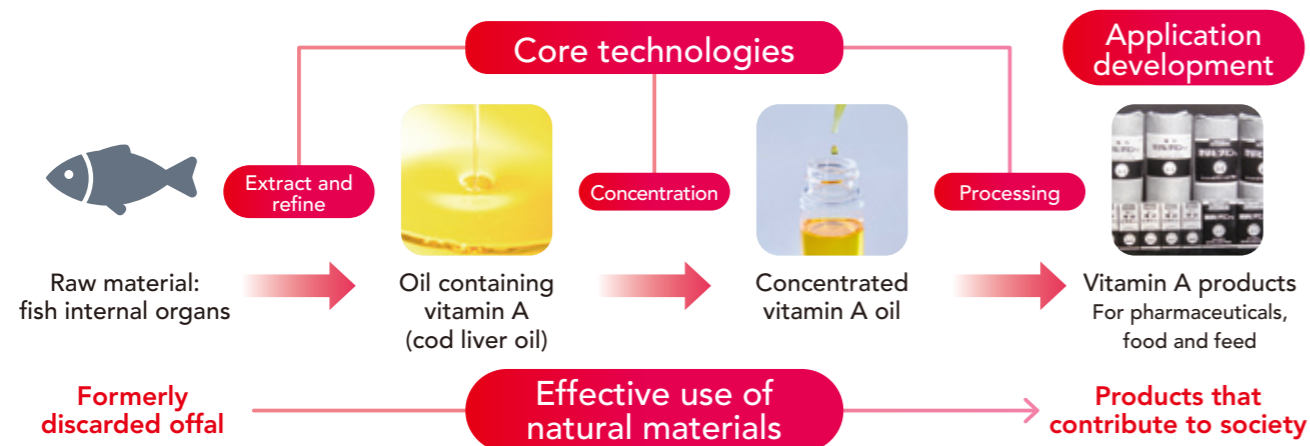 Core technologies
Application
development
Extract and
refine
Concentration
Processing
Raw material:
fish internal organs
Oil containing
vitamin A
(cod liver oil)
Concentrated
vitamin A oil
Vitamin A products
For pharmaceuticals,
food and feed
Formerly
discarded offal
Effective use of
natural materials
Products that
contribute to society